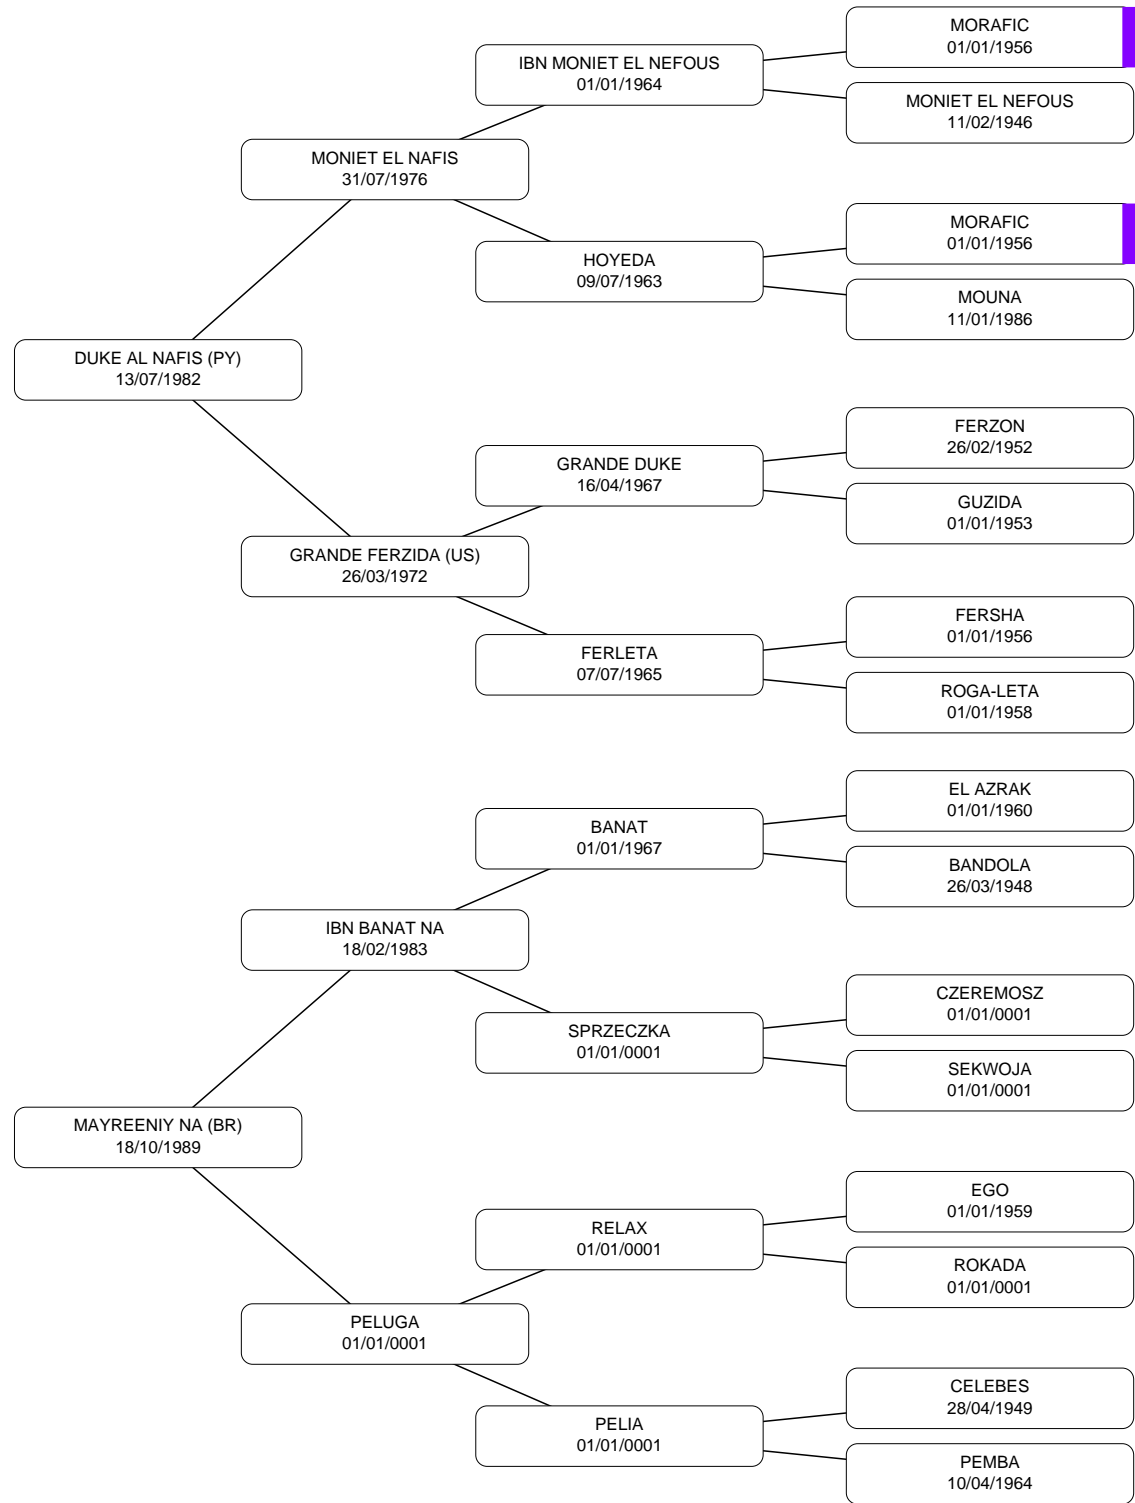 MORAFIC
01/01/1956
IBN MONIET EL NEFOUS
01/01/1964
MONIET EL NEFOUS
11/02/1946
MONIET EL NAFIS
31/07/1976
MORAFIC
01/01/1956
HOYEDA
09/07/1963
MOUNA
11/01/1986
DUKE AL NAFIS (PY)
13/07/1982
FERZON
26/02/1952
GRANDE DUKE
16/04/1967
GUZIDA
01/01/1953
GRANDE FERZIDA (US)
26/03/1972
FERSHA
01/01/1956
FERLETA
07/07/1965
ROGA-LETA
01/01/1958
EL AZRAK
01/01/1960
BANAT
01/01/1967
BANDOLA
26/03/1948
IBN BANAT NA
18/02/1983
CZEREMOSZ
01/01/0001
SPRZECZKA
01/01/0001
SEKWOJA
01/01/0001
MAYREENIY NA (BR)
18/10/1989
EGO
01/01/1959
RELAX
01/01/0001
ROKADA
01/01/0001
PELUGA
01/01/0001
CELEBES
28/04/1949
PELIA
01/01/0001
PEMBA
10/04/1964